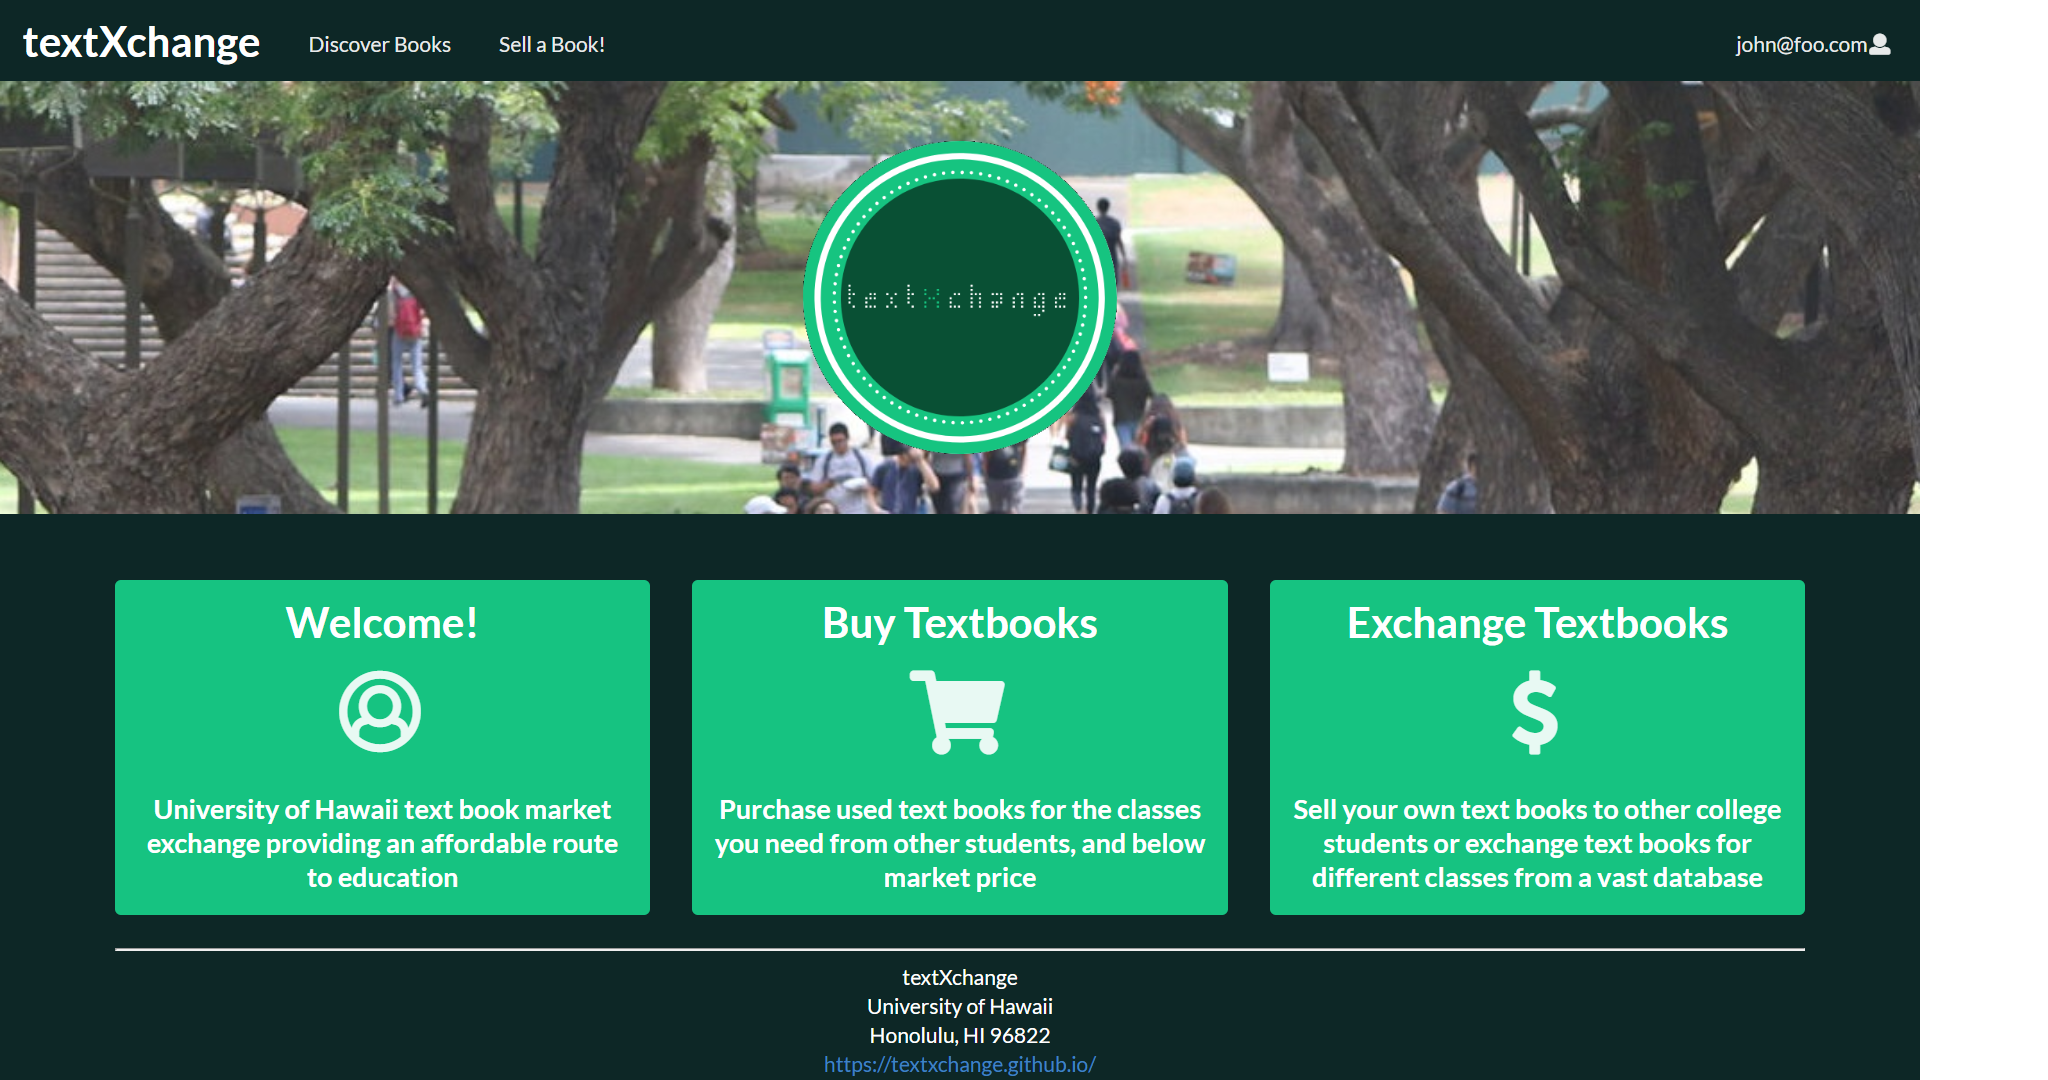 textXchange
Discover Books
Sell a Book!
john@foo.com
textXchange
Welcome!
University of Hawaii text book market
exchange providing an affordable route
to education
Buy Textbooks
Purchase used text books for the classes
you need from other students, and below
market price
Exchange Textbooks
Sell your own text books to other college
students or exchange text books for
different classes from a vast database
textXchange
University of Hawaii
Honolulu, HI 96822
https://textxchange.github.io/